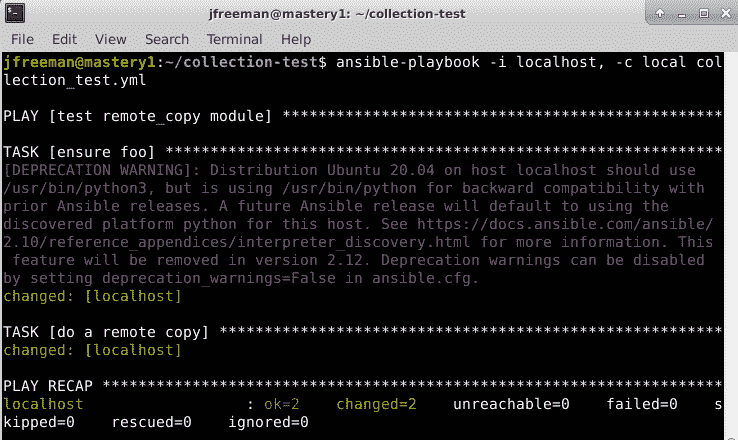 jfreeman@mastery1: ~/collection-test
File Edit View Search Terminal Help
jfreeman@mastery1:~/collection-test$ ansible-playbook -i localhost, -c local col
lection_test.yml
PLAY [test remote_copy module] *************************************************
TASK [ensure foo] **************************************************************
[DEPRECATION WARNING]: Distribution Ubuntu 20.04 on host localhost should use
/usr/bin/python3, but is using /usr/bin/python for backward compatibility with
prior Ansible releases. A future Ansible release will default to using the
discovered platform python for this host. See https://docs.ansible.com/ansible/
2.10/reference_appendices/interpreter_discovery.html for more information. This
 feature will be removed in version 2.12. Deprecation warnings can be disabled
by setting deprecation_warnings=False in ansible.cfg.
changed: [localhost]
TASK [do a remote copy] ********************************************************
changed: [localhost]
PLAY RECAP *********************************************************************
localhost                  : ok=2    changed=2    unreachable=0    failed=0    s
kipped=0    rescued=0    ignored=0